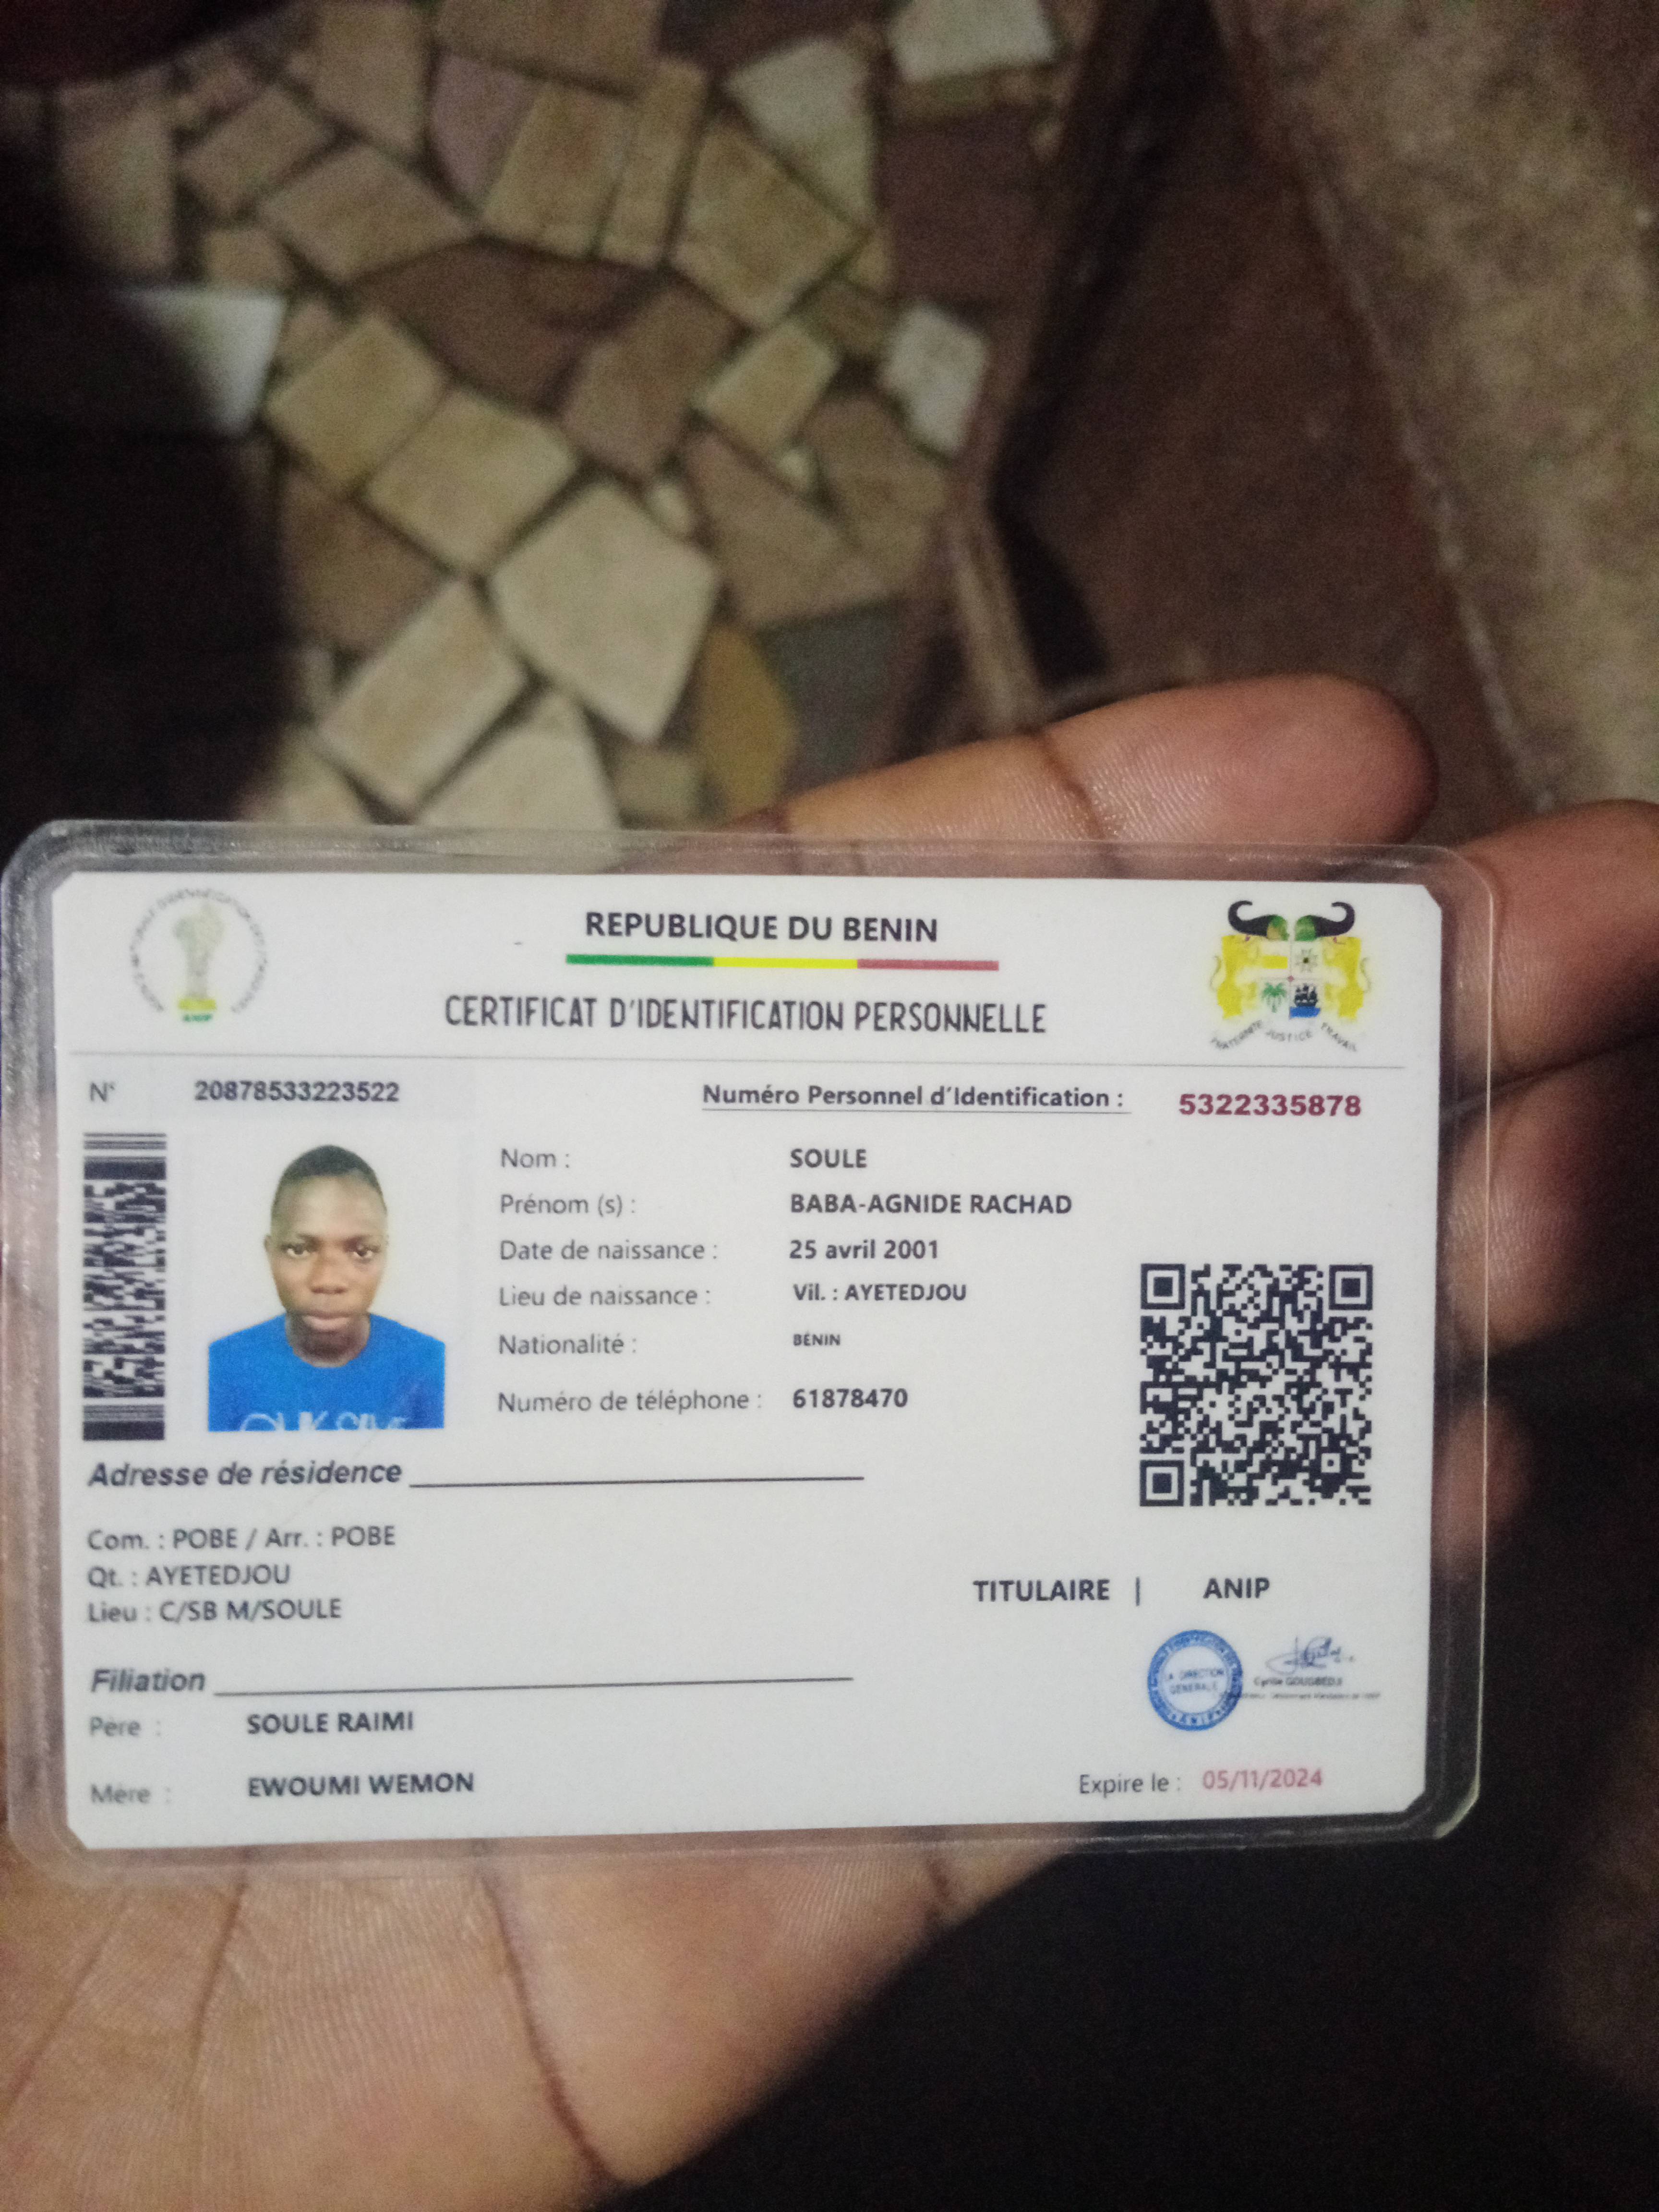 REPUBLIQUE DU BENIN
CERTIFICAT D'IDENTIFICATION PERSONNELLE
FRATERNITE JUSTICE TRAVAIL
N° 20878533223522
Numéro Personnel d'Identification : 5322335878
Nom : SOULE
Prénom (s) : BABA-AGNIDE RACHAD
Date de naissance : 25 avril 2001
Lieu de naissance : Vil. : AYETEDJOU
Nationalité : BÉNIN
Numéro de téléphone : 61878470
Adresse de résidence
Com. : POBE / Arr. : POBE
Qt. : AYETEDJOU
Lieu : C/SB M/SOULE
TITULAIRE | ANIP
LA DIRECTION
GENERALE
ANIP
Filiation
Père : SOULE RAIMI
Mère : EWOUMI WEMON
Expire le : 05/11/2024